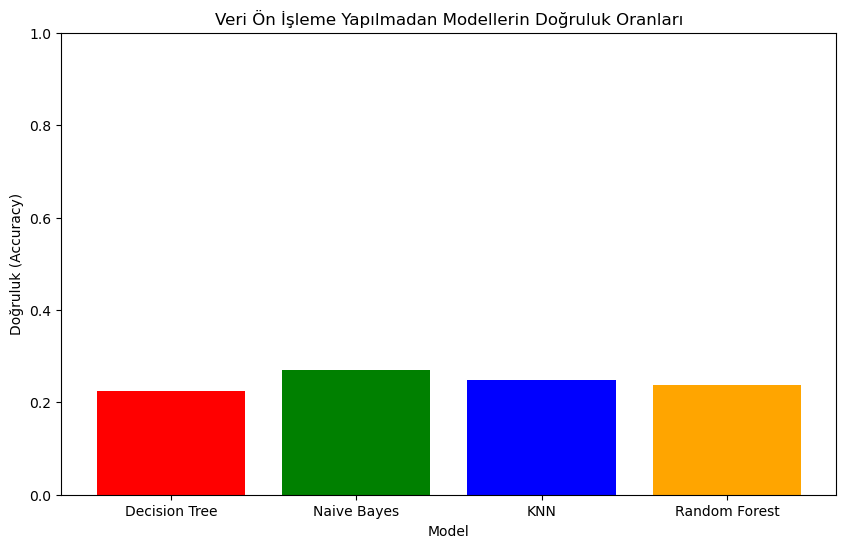 Veri Ön İşleme Yapılmadan Modellerin Doğruluk Oranları
Doğruluk (Accuracy)
1.0
0.8
0.6
0.4
0.2
0.0
Decision Tree
Naive Bayes
KNN
Random Forest
Model